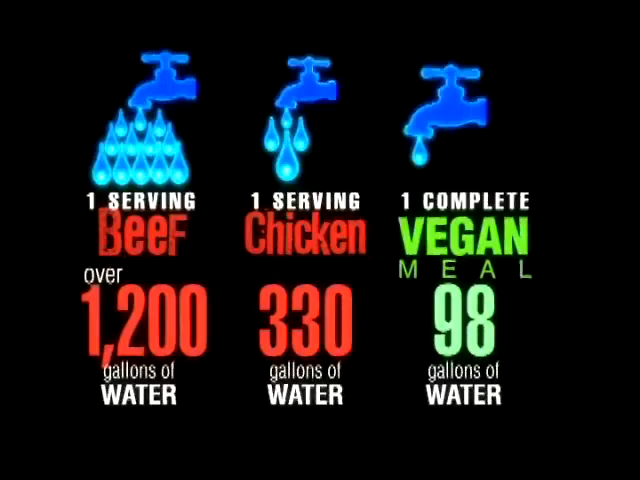 1 SERVING
Beef
over
1,200
gallons of
WATER
1 SERVING
Chicken
330
gallons of
WATER
1 COMPLETE
VEGAN
MEAL
98
gallons of
WATER